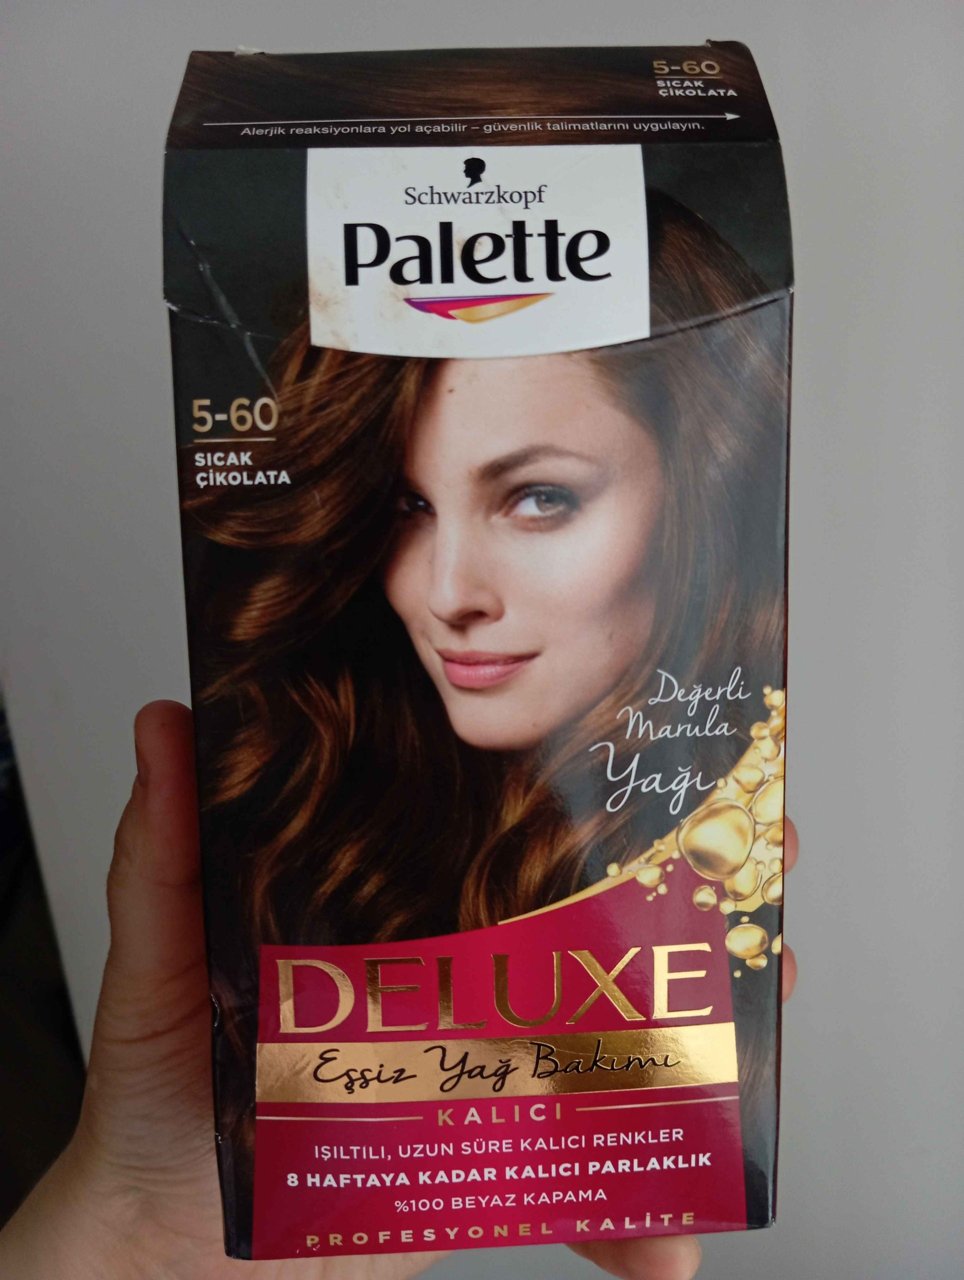 5-60
SICAK
ÇİKOLATA
Alerjik reaksiyonlara yol açabilir – güvenlik talimatlarını uygulayın.
Schwarzkopf
Palette
5-60
SICAK
ÇİKOLATA
Değerli
Marula
Yağı
DELUXE
Eşsiz Yağ Bakımı
KALICI
IŞILTILI, UZUN SÜRE KALICI RENKLER
8 HAFTAYA KADAR KALICI PARLAKLIK
%100 BEYAZ KAPAMA
PROFESYONEL KALİTE